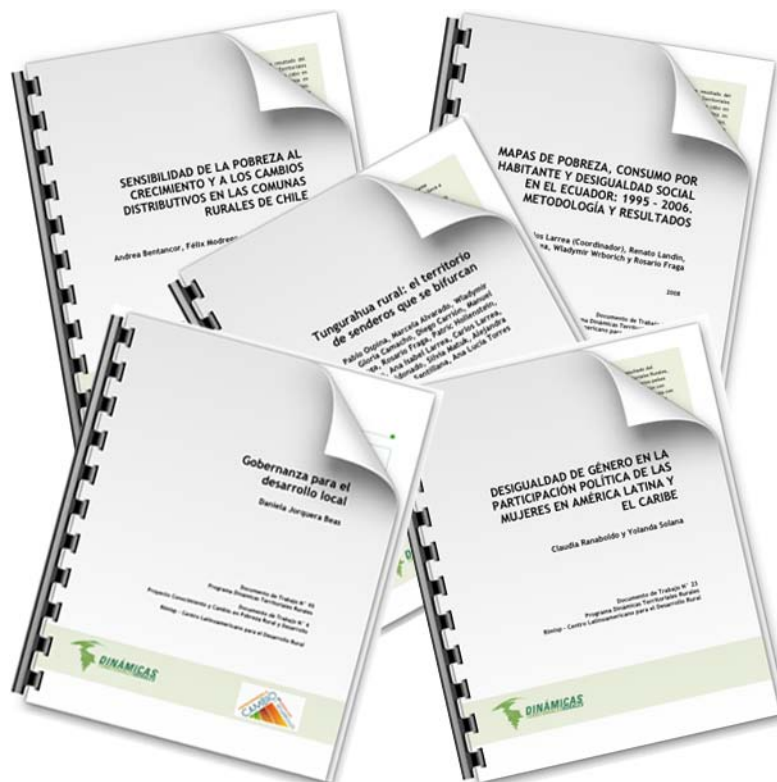 SENSIBILIDAD DE LA POBREZA AL
CRECIMIENTO Y A LOS CAMBIOS
DISTRIBUTIVOS EN LAS COMUNAS
RURALES DE CHILE
Andrea Bentancor, Félix
MAPAS DE POBREZA, CONSUMO POR
HABITANTE Y DESIGUALDAD SOCIAL
EN EL ECUADOR: 1995 - 2006.
METODOLOGÍA Y RESULTADOS
Larrea (Coordinador), Renato Landín,
Wladymir Wrborich y Rosario Fraga
2008
Documento de
Programa Dinámicas
Tungurahua rural: el territorio
de senderos que se bifurcan
Pablo Ospina, Marcela Alvarado, Wladymir
Gloria Camacho, Diego Carrión, Manuel
Rosario Fraga, Patric Hollenstein,
Ana Isabel Larrea, Carlos Larrea,
Silvia Matuk, Alejandra
Santillana, Ana Lucía Torres
Gobernanza para el
desarrollo local
Daniela Jorquera Beas
Programa Dinámicas Territoriales Rurales
Documento de Trabajo N° 4
Proyecto Conocimiento y Cambio en Pobreza Rural y Desarrollo
Rimisp - Centro Latinoamericano para el Desarrollo Rural
DINÁMICAS
CAMBIO
DESIGUALDAD DE GÉNERO EN LA
PARTICIPACIÓN POLÍTICA DE LAS
MUJERES EN AMÉRICA LATINA Y
EL CARIBE
Claudia Ranaboldo y Yolanda Solana
Documento de Trabajo N° 23
Programa Dinámicas Territoriales Rurales
Rimisp - Centro Latinoamericano para el Desarrollo Rural
DINÁMICAS